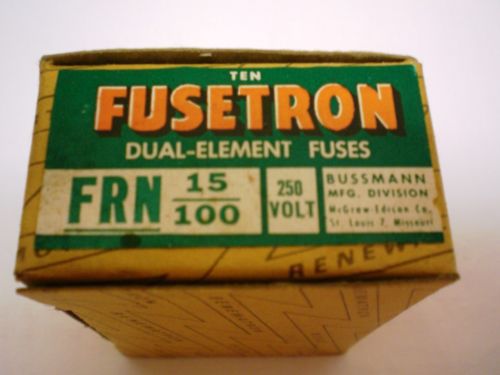 TEN
FUSETRON
DUAL-ELEMENT FUSES
FRN 15/100
250 VOLT
BUSSMANN
MFG. DIVISION
McGraw-Edison Co.
St. Louis 7, Missouri
RENEW